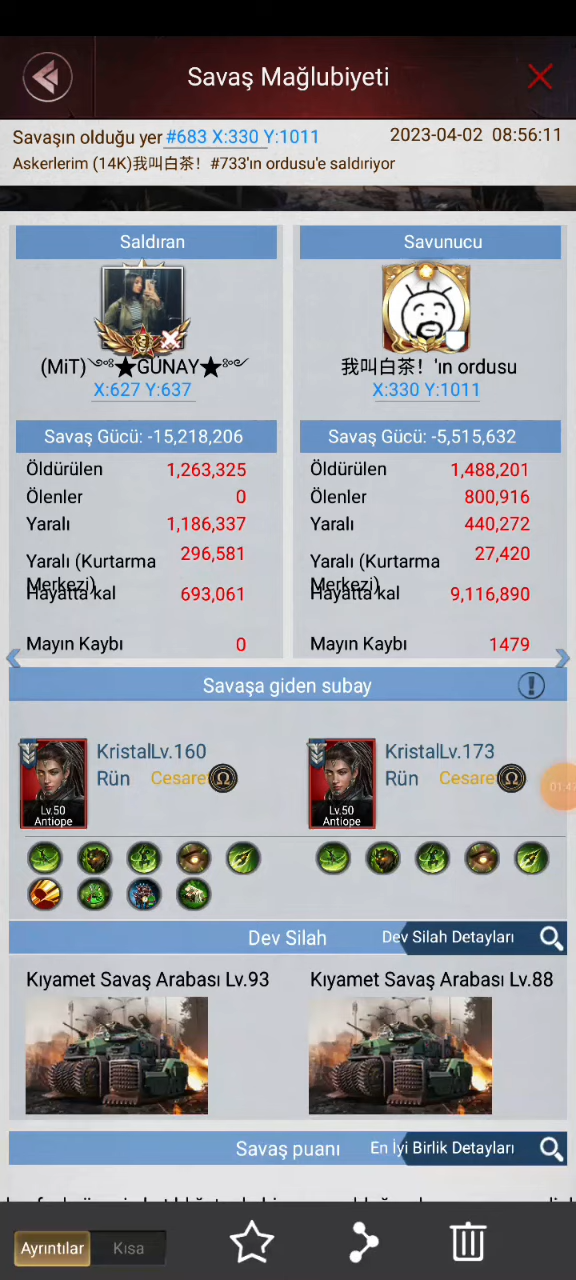 Savaş Mağlubiyeti
Savaşın olduğu yer #683 X:330 Y:1011 2023-04-02 08:56:11
Askerlerim (14K)我叫白茶！#733'ın ordusu'e saldırıyor
Saldıran Savunucu
(MiT)༺★GÜNAY★༻ 我叫白茶！'ın ordusu
X:627 Y:637 X:330 Y:1011
Savaş Gücü: -15,218,206 Savaş Gücü: -5,515,632
Öldürülen 1,263,325 Öldürülen 1,488,201
Ölenler 0 Ölenler 800,916
Yaralı 1,186,337 Yaralı 440,272
Yaralı (Kurtarma Merkezi) 296,581 Yaralı (Kurtarma Merkezi) 27,420
Hayatta kal 693,061 Hayatta kal 9,116,890
Mayın Kaybı 0 Mayın Kaybı 1479
Savaşa giden subay
KristalLv.160 KristalLv.173
Rün Cesare Rün Cesare
Lv.50 Lv.50
Antiope Antiope
01:4
Dev Silah Dev Silah Detayları
Kıyamet Savaş Arabası Lv.93 Kıyamet Savaş Arabası Lv.88
Savaş puanı En İyi Birlik Detayları
Ayrıntılar Kısa